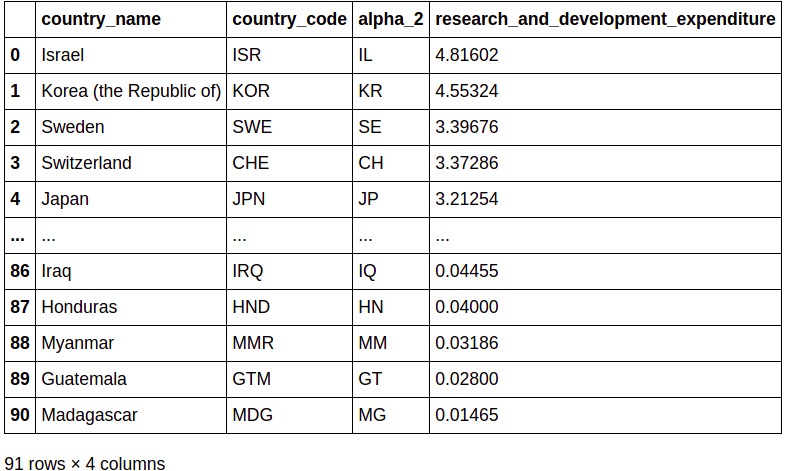 country_name country_code alpha_2 research_and_development_expenditure
0 Israel ISR IL 4.81602
1 Korea (the Republic of) KOR KR 4.55324
2 Sweden SWE SE 3.39676
3 Switzerland CHE CH 3.37286
4 Japan JPN JP 3.21254
... ... ... ... ...
86 Iraq IRQ IQ 0.04455
87 Honduras HND HN 0.04000
88 Myanmar MMR MM 0.03186
89 Guatemala GTM GT 0.02800
90 Madagascar MDG MG 0.01465
91 rows × 4 columns